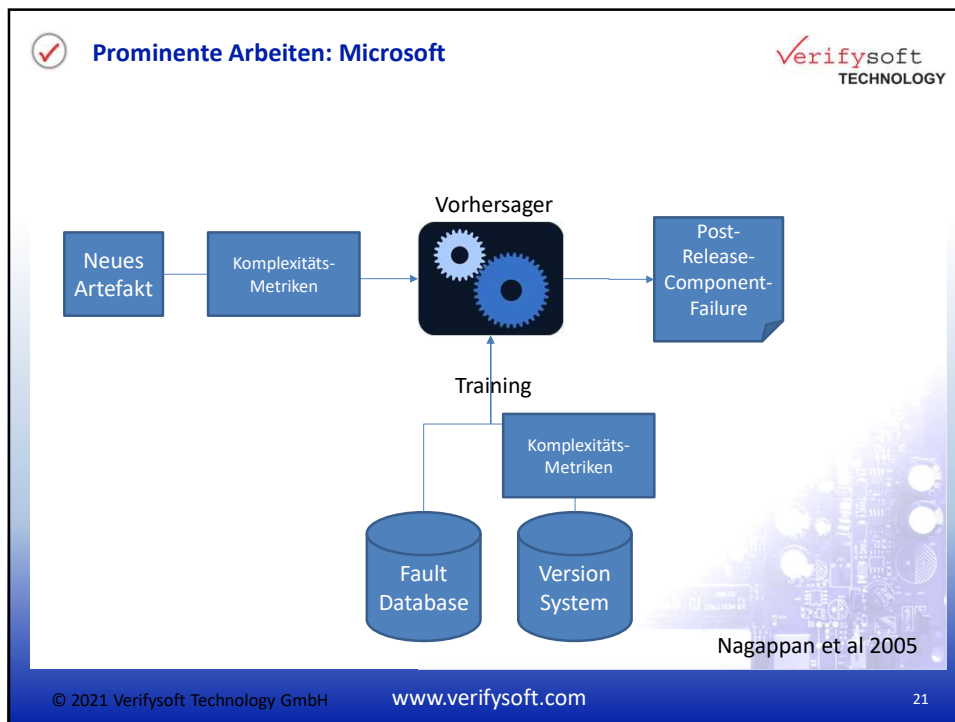 Prominente Arbeiten: Microsoft
Verifysoft
TECHNOLOGY
Vorhersager
Neues
Artefakt
Komplexitäts-
Metriken
Post-
Release-
Component-
Failure
Training
Komplexitäts-
Metriken
Fault
Database
Version
System
Nagappan et al 2005
© 2021 Verifysoft Technology GmbH
www.verifysoft.com
21